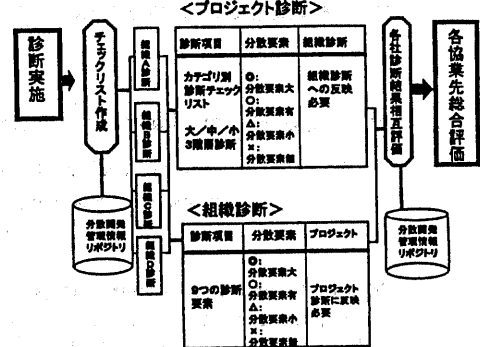 <プロジェクト診断>
診断実施
チェックリスト作成
組織A診断
組織B診断
組織C診断
組織D診断
診断項目
分散要素
組織診断
カテゴリ別
診断チェック
リスト
大/中/小
3階層診断
◎:
分散要素大
○:
分散要素有
△:
分散要素小
×:
分散要素無
組織診断
への反映
必要
<組織診断>
診断項目
分散要素
プロジェクト
9つの診断
要素
◎:
分散要素大
○:
分散要素有
△:
分散要素小
×:
分散要素無
プロジェクト
診断に反映
必要
各社診断結果相互評価
各協業先総合評価
分散開発
管理情報
リポジトリ
分散開発
管理情報
リポジトリ